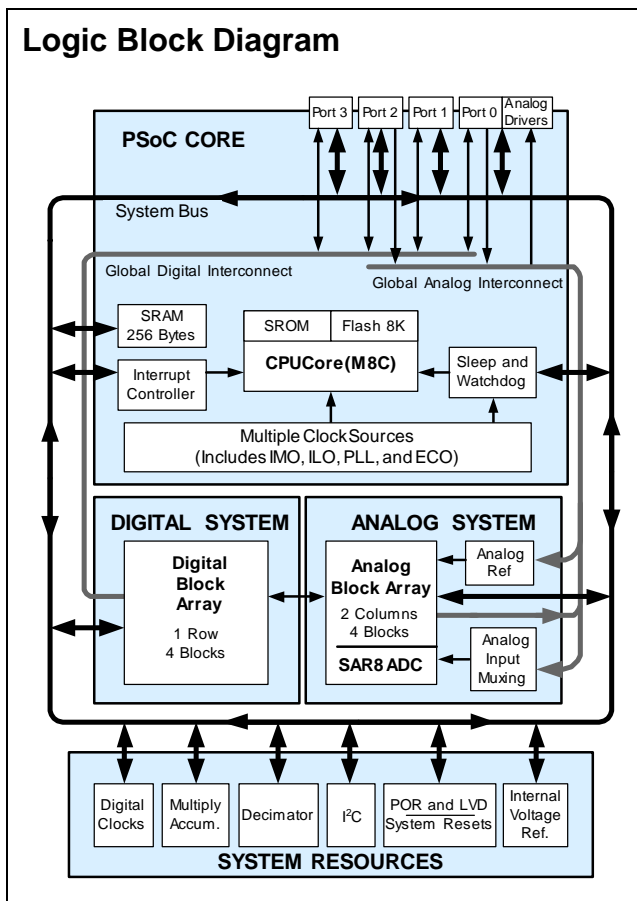 Logic Block Diagram
Port 3
Port 2
Port 1
Port 0
Analog
Drivers
PSoC CORE
System Bus
Global Digital Interconnect
Global Analog Interconnect
SRAM
256 Bytes
SROM
Flash 8K
CPUCore(M8C)
Interrupt
Controller
Sleep and
Watchdog
Multiple Clock Sources
(Includes IMO, ILO, PLL, and ECO)
DIGITAL SYSTEM
Digital
Block
Array
1 Row
4 Blocks
ANALOG SYSTEM
Analog
Block Array
2 Columns
4 Blocks
SAR8 ADC
Analog
Ref
Analog
Input
Muxing
Digital
Clocks
Multiply
Accum.
Decimator
I²C
POR and LVD
System Resets
Internal
Voltage
Ref.
SYSTEM RESOURCES